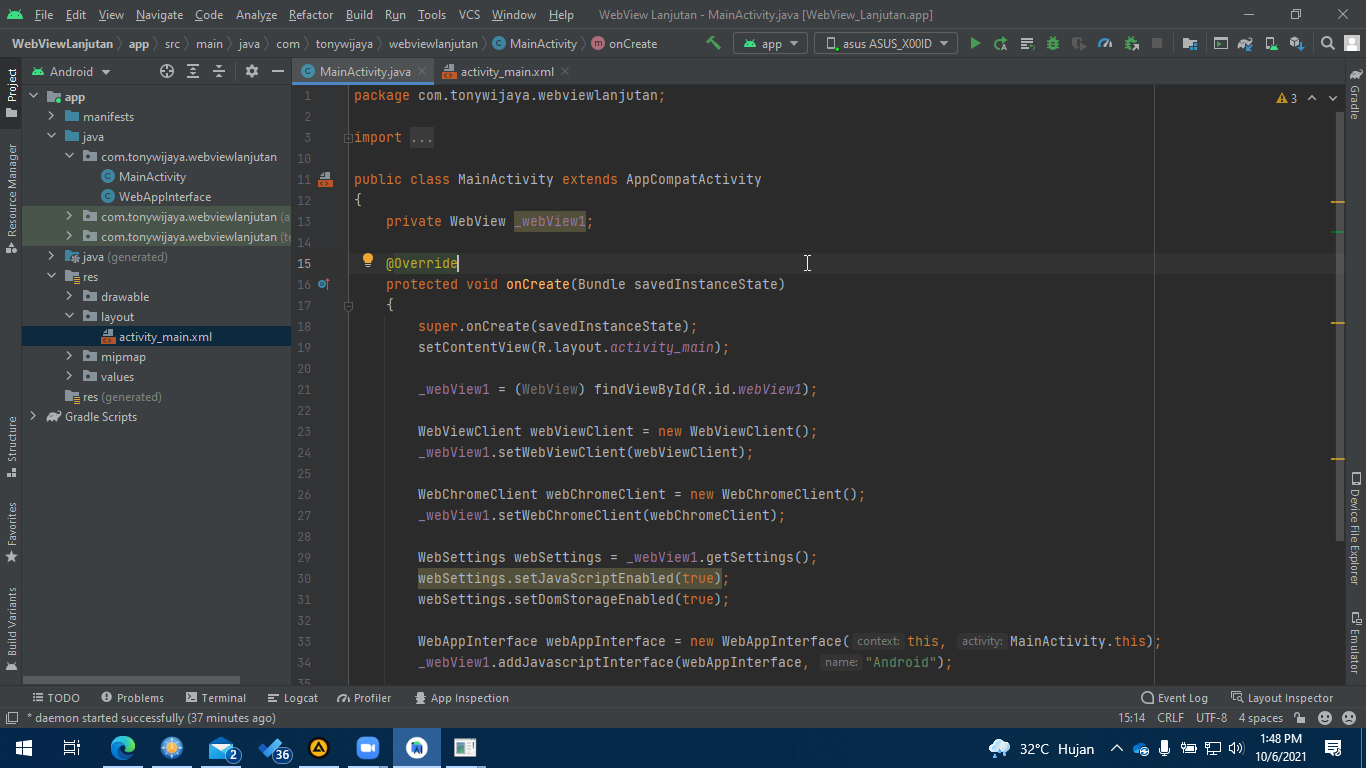 File Edit View Navigate Code Analyze Refactor Build Run Tools VCS Window Help WebView Lanjutan - MainActivity.java [WebView_Lanjutan.app]
WebViewLanjutan app src main java com tonywijaya webviewlanjutan MainActivity onCreate app asus ASUS_X00ID
Project
Resource Manager
Structure
Favorites
Build Variants
Android
app
manifests
java
com.tonywijaya.webviewlanjutan
MainActivity
WebAppInterface
com.tonywijaya.webviewlanjutan (a
com.tonywijaya.webviewlanjutan (te
java (generated)
res
drawable
layout
activity_main.xml
mipmap
values
res (generated)
Gradle Scripts
MainActivity.java activity_main.xml
3
1 package com.tonywijaya.webviewlanjutan;
2
3 import ...
10
11 public class MainActivity extends AppCompatActivity
12 {
13 private WebView _webView1;
14
15 @Override
16 protected void onCreate(Bundle savedInstanceState)
17 {
18 super.onCreate(savedInstanceState);
19 setContentView(R.layout.activity_main);
20
21 _webView1 = (WebView) findViewById(R.id.webView1);
22
23 WebViewClient webViewClient = new WebViewClient();
24 _webView1.setWebViewClient(webViewClient);
25
26 WebChromeClient webChromeClient = new WebChromeClient();
27 _webView1.setWebChromeClient(webChromeClient);
28
29 WebSettings webSettings = _webView1.getSettings();
30 webSettings.setJavaScriptEnabled(true);
31 webSettings.setDomStorageEnabled(true);
32
33 WebAppInterface webAppInterface = new WebAppInterface( context: this, activity: MainActivity.this);
34 _webView1.addJavascriptInterface(webAppInterface, name: "Android");
35
Gradle
Device File Explorer
Emulator
TODO Problems Terminal Logcat Profiler App Inspection Event Log Layout Inspector
* daemon started successfully (37 minutes ago) 15:14 CRLF UTF-8 4 spaces
2 36 32°C Hujan 1:48 PM
10/6/2021